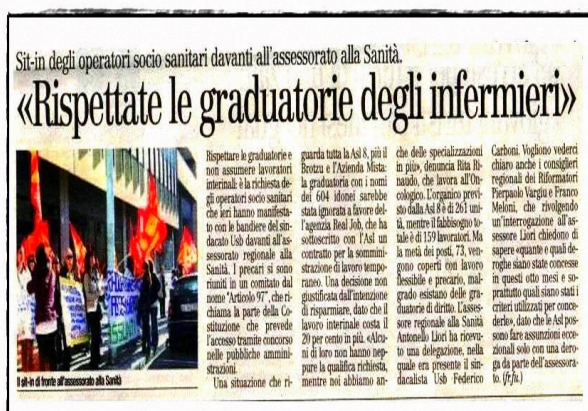 Sit-in degli operatori socio sanitari davanti all'assessorato alla Sanità.
«Rispettate le graduatorie degli infermieri»
Il sit-in di fronte all'assessorato alla Sanità
Rispettare le graduatorie e
non assumere lavoratori
interinali: è la richiesta de-
gli operatori socio sanitari
che ieri hanno manifesta-
to con le bandiere del sin-
dacato Usb davanti all'as-
sessorato regionale alla
Sanità. I precari si sono
riuniti in un comitato dal
nome "Articolo 97", che ri-
chiama la parte della Co-
stituzione che prevede
l'accesso tramite concorso
nelle pubbliche ammini-
strazioni.
Una situazione che ri-
guarda tutta la Asl 8, più il
Brotzu e l'Azienda Mista:
la graduatoria con i nomi
dei 604 idonei sarebbe
stata ignorata a favore del-
l'agenzia Real Job, che ha
sottoscritto con l'Asl un
contratto per la sommini-
strazione di lavoro tempo-
raneo. Una decisione non
giustificata dall'intenzione
di risparmiare, dato che il
lavoro interinale costa il
20 per cento in più. «Alcu-
ni di loro non hanno nep-
pure la qualifica richiesta,
mentre noi abbiamo an-
che delle specializzazioni
in più», denuncia Rita Ri-
naudo, che lavora all'On-
cologico. L'organico previ-
sto dalla Asl 8 è di 261 uni-
tà, mentre il fabbisogno to-
tale è di 159 lavoratori. Ma
la metà dei posti, 73, ven-
gono coperti con lavoro
flessibile e precario, mal-
grado esistano delle gra-
duatorie di diritto. L'asses-
sore regionale alla Sanità
Antonello Liori ha ricevu-
to una delegazione, nella
quale era presente il sin-
dacalista Usb Federico
Carboni. Vogliono vederci
chiaro anche i consiglieri
regionali dei Riformatori
Pierpaolo Vargiu e Franco
Meloni, che, rivolgendo
un'interrogazione all'as-
sessore Liori chiedono di
sapere «quante e quali de-
roghe siano state concesse
in questi otto mesi e so-
prattutto quali siano stati i
criteri utilizzati per conce-
derle», dato che le Asl pos-
sono fare assunzioni ecce-
zionali solo con una dero-
ga da parte dell'assessora-
to. (fr.fu.)